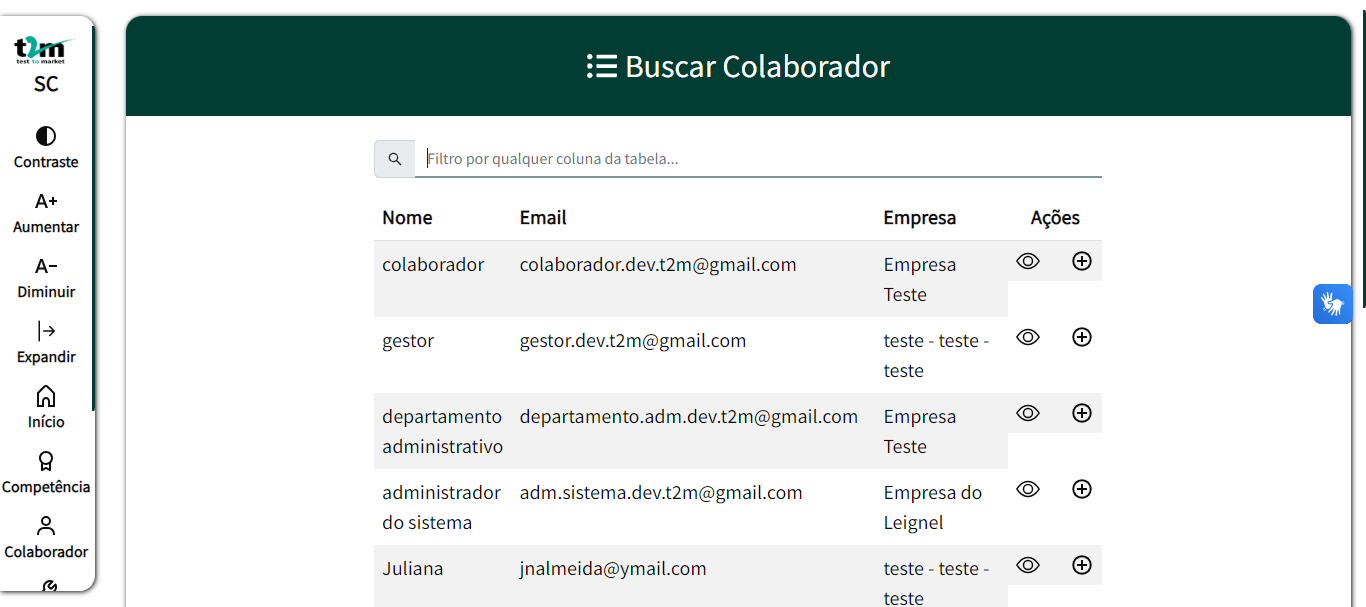 t2m
test to market
SC
Contraste
A+
Aumentar
A-
Diminuir
Expandir
Início
Competência
Colaborador
Buscar Colaborador
Filtro por qualquer coluna da tabela...
Nome Email Empresa Ações
colaborador colaborador.dev.t2m@gmail.com Empresa
Teste
gestor gestor.dev.t2m@gmail.com teste - teste -
teste
departamento departamento.adm.dev.t2m@gmail.com Empresa
administrativo Teste
administrador adm.sistema.dev.t2m@gmail.com Empresa do
do sistema Leignel
Juliana jnalmeida@ymail.com teste - teste -
teste